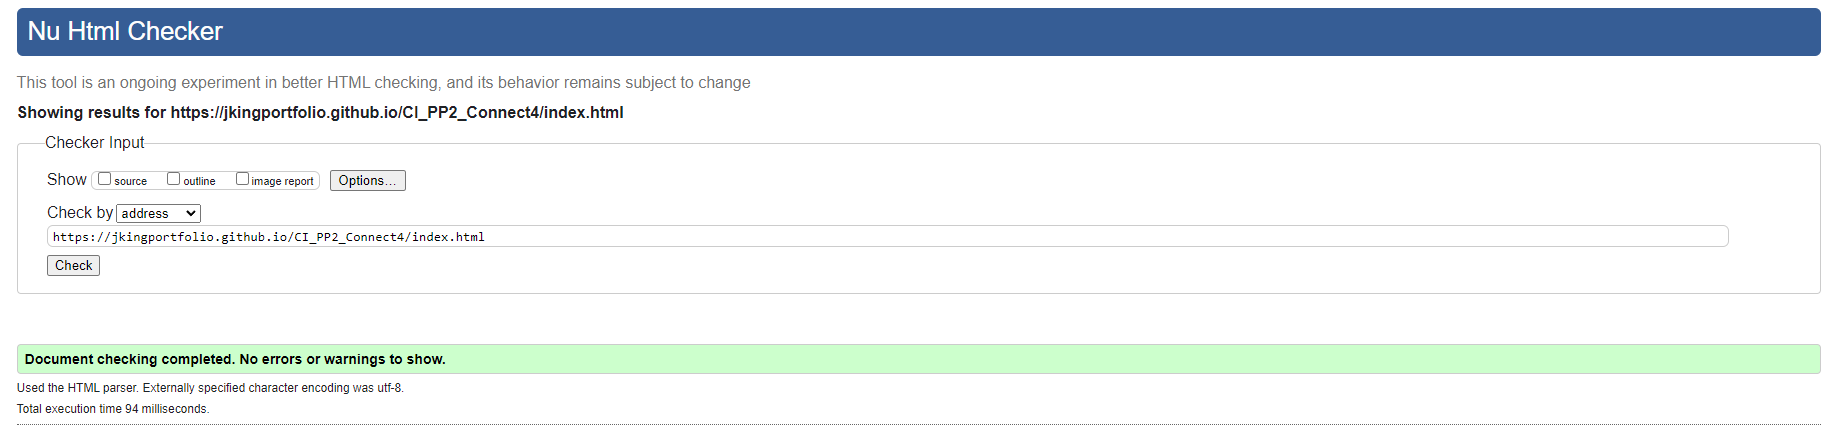 Nu Html Checker
This tool is an ongoing experiment in better HTML checking, and its behavior remains subject to change
Showing results for https://jkingportfolio.github.io/CI_PP2_Connect4/index.html
Checker Input
Show source outline image report Options...
Check by address
https://jkingportfolio.github.io/CI_PP2_Connect4/index.html
Check
Document checking completed. No errors or warnings to show.
Used the HTML parser. Externally specified character encoding was utf-8.
Total execution time 94 milliseconds.